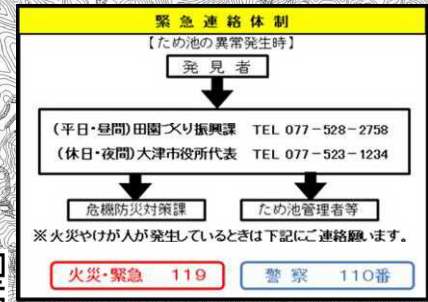 緊急連絡体制
【ため池の異常発生時】
発見者
(平日・昼間)田園づくり振興課 TEL 077-528-2758
(休日・夜間)大津市役所代表 TEL 077-523-1234
危機防災対策課
ため池管理者等
※火災やけが人が発生しているときは下記にご連絡願います。
火災・緊急 119
警察 110番